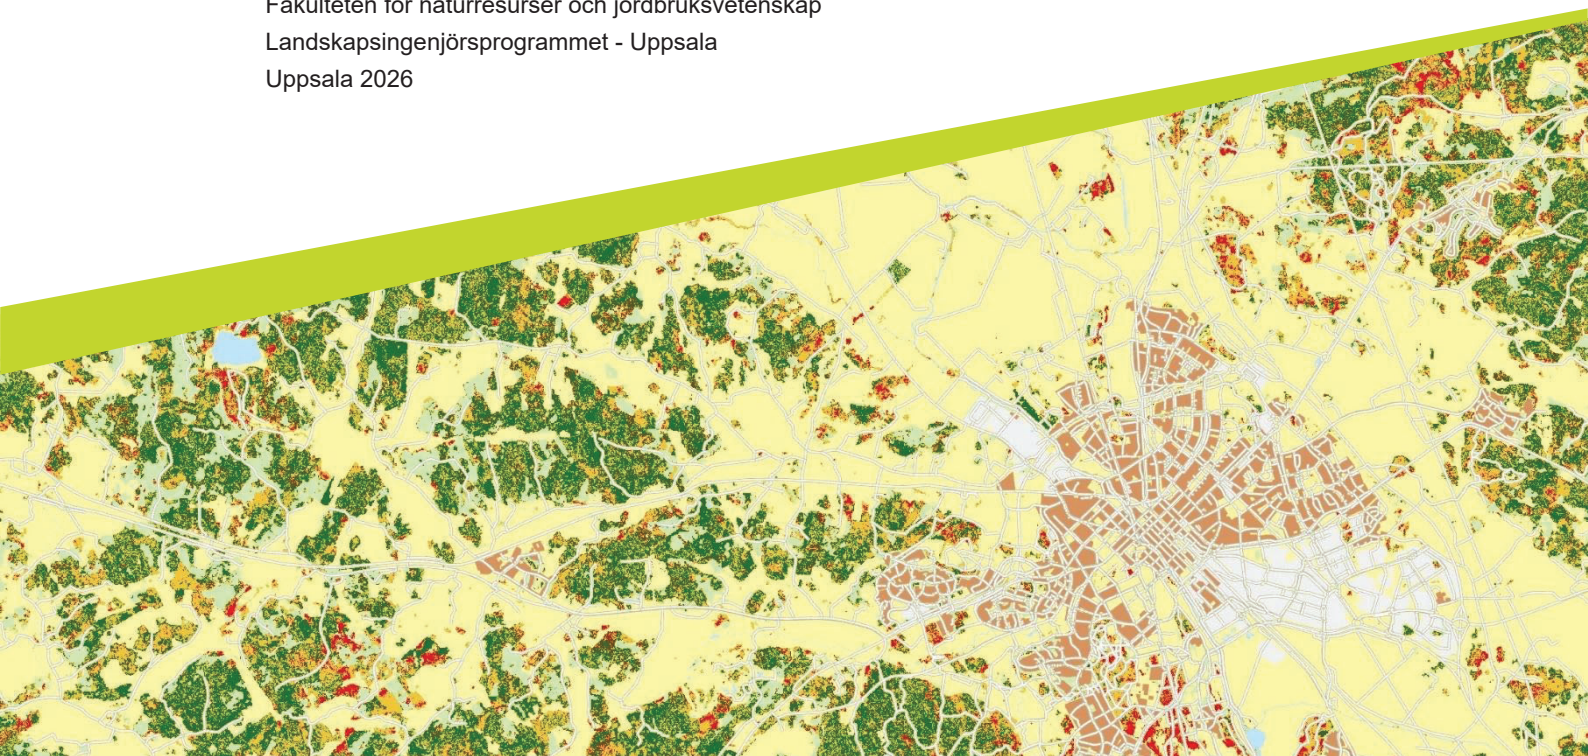 Fakulteten för naturresurser och jordbruksvetenskap
Landskapsingenjörsprogrammet - Uppsala
Uppsala 2026